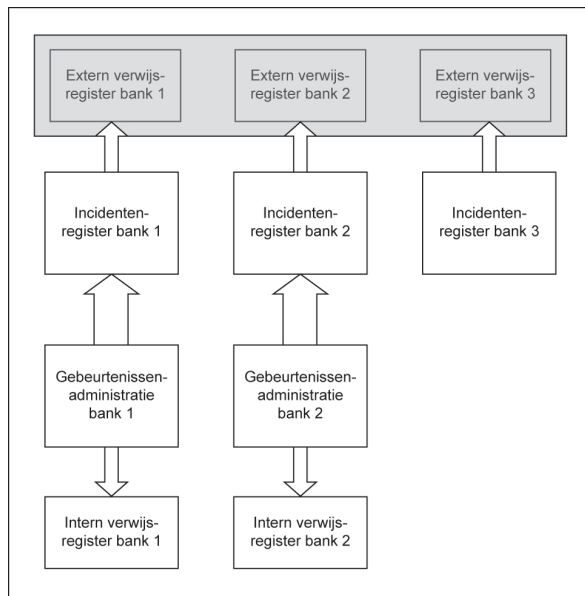 Extern verwijs-
register bank 1
Extern verwijs-
register bank 2
Extern verwijs-
register bank 3
Incidenten-
register bank 1
Incidenten-
register bank 2
Incidenten-
register bank 3
Gebeurtenissen-
administratie
bank 1
Gebeurtenissen-
administratie
bank 2
Intern verwijs-
register bank 1
Intern verwijs-
register bank 2